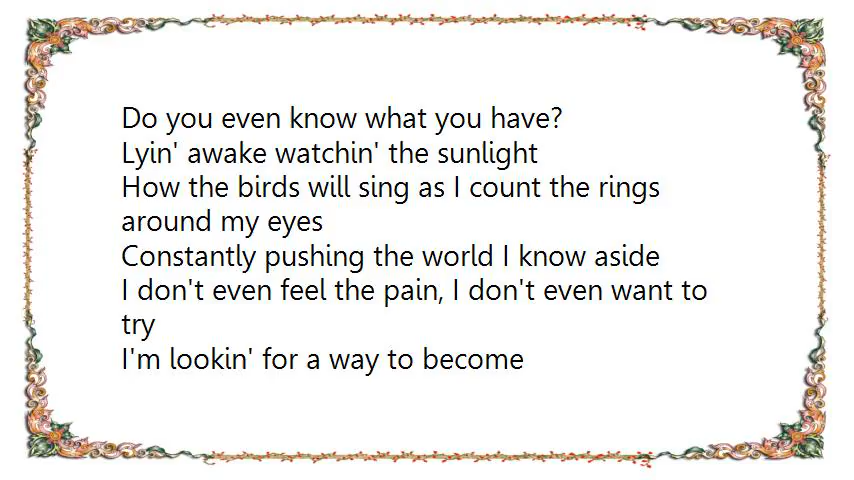 Do you even know what you have?
Lyin' awake watchin' the sunlight
How the birds will sing as I count the rings
around my eyes
Constantly pushing the world I know aside
I don't even feel the pain, I don't even want to
try
I'm lookin' for a way to become